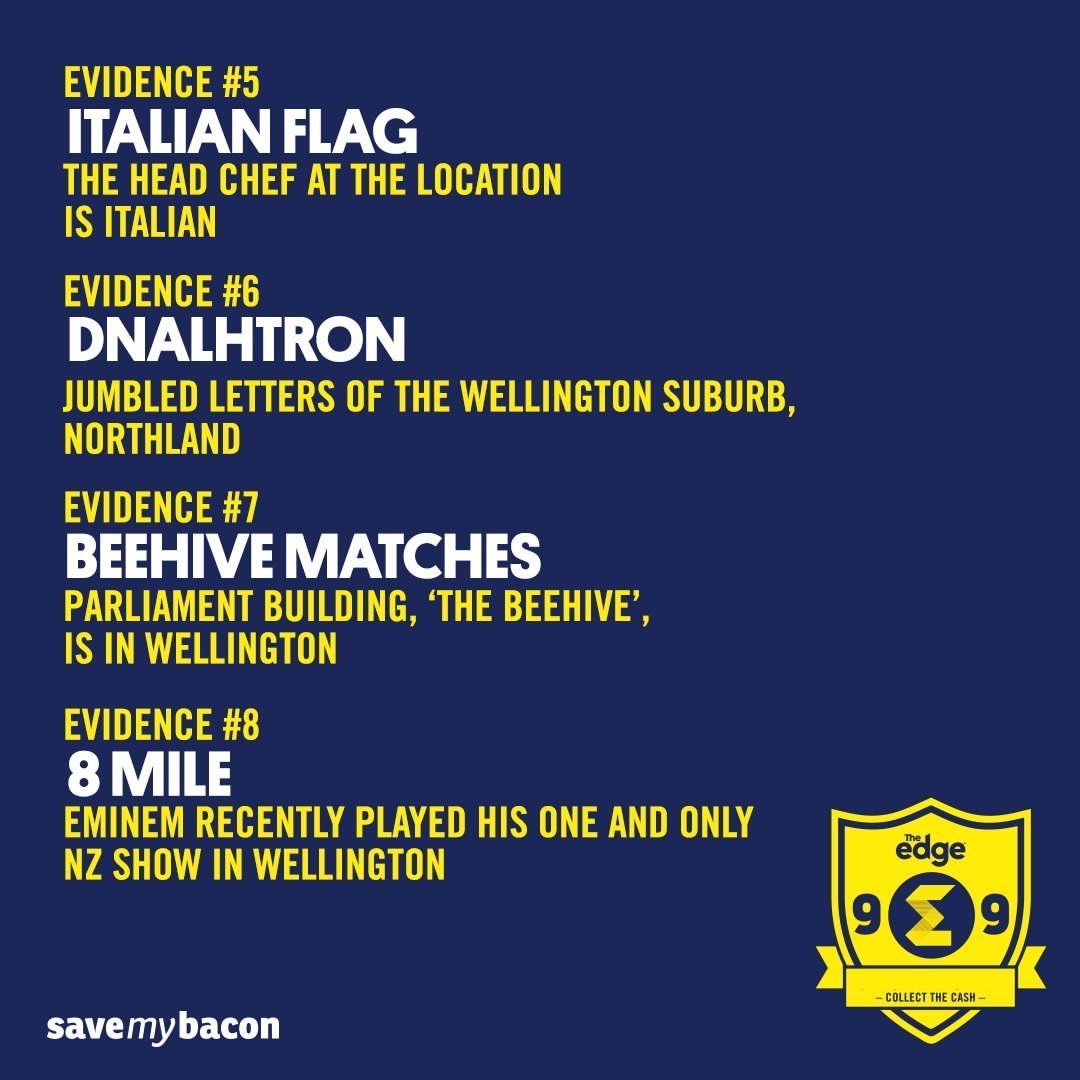 EVIDENCE #5
ITALIAN FLAG
THE HEAD CHEF AT THE LOCATION
IS ITALIAN
EVIDENCE #6
DNALHTRON
JUMBLED LETTERS OF THE WELLINGTON SUBURB,
NORTHLAND
EVIDENCE #7
BEEHIVE MATCHES
PARLIAMENT BUILDING, ‘THE BEEHIVE’,
IS IN WELLINGTON
EVIDENCE #8
8 MILE
EMINEM RECENTLY PLAYED HIS ONE AND ONLY
NZ SHOW IN WELLINGTON
The
edge
9 9
– COLLECT THE CASH –
savemybacon